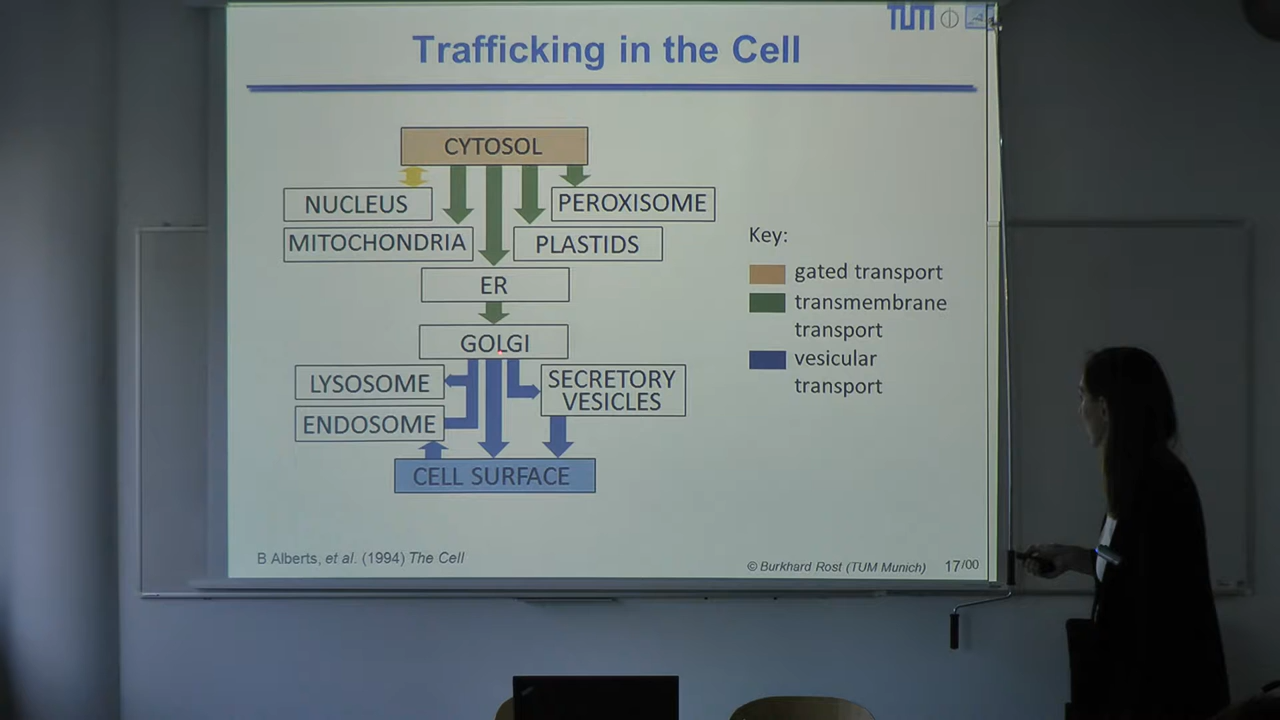 TUM
Trafficking in the Cell
CYTOSOL
NUCLEUS
PEROXISOME
MITOCHONDRIA
PLASTIDS
ER
GOLGI
LYSOSOME
SECRETORY
VESICLES
ENDOSOME
CELL SURFACE
Key:
gated transport
transmembrane
transport
vesicular
transport
B Alberts, et al. (1994) The Cell
© Burkhard Rost (TUM Munich)
17/00